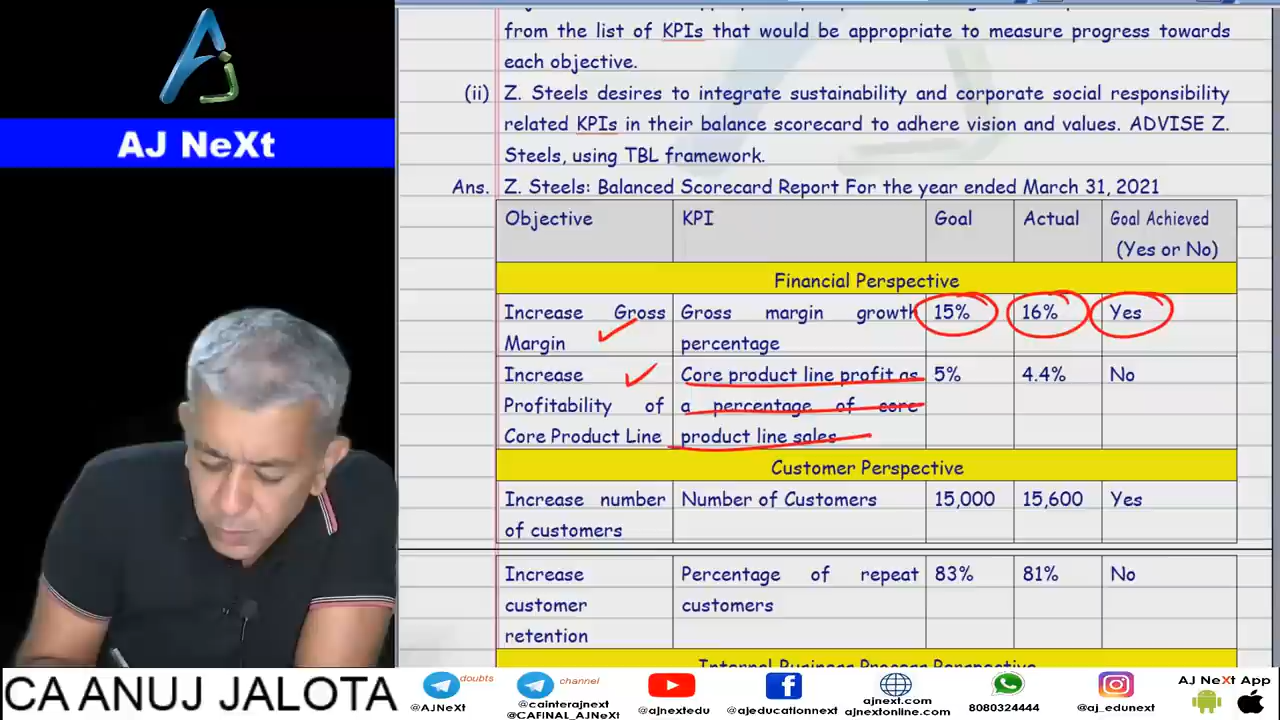 from the list of KPIs that would be appropriate to measure progress towards
each objective.
(ii) Z. Steels desires to integrate sustainability and corporate social responsibility
related KPIs in their balance scorecard to adhere vision and values. ADVISE Z.
Steels, using TBL framework.
Ans. Z. Steels: Balanced Scorecard Report For the year ended March 31, 2021
Objective KPI Goal Actual Goal Achieved
(Yes or No)
Financial Perspective
Increase Gross Gross margin growth 15% 16% Yes
Margin percentage
Increase Core product line profit as 5% 4.4% No
Profitability of a percentage of core
Core Product Line product line sales
Customer Perspective
Increase number Number of Customers 15,000 15,600 Yes
of customers
Increase Percentage of repeat 83% 81% No
customer customers
retention
Internal Business Process Perspective
AJ NeXt
CA ANUJ JALOTA
doubts
@AJNeXt
channel
@cainterajnext
@CAFINAL_AJNeXt
@ajnextedu
@ajeducationnext
ajnext.com
ajnextonline.com
8080324444
@aj_edunext
AJ NeXt App